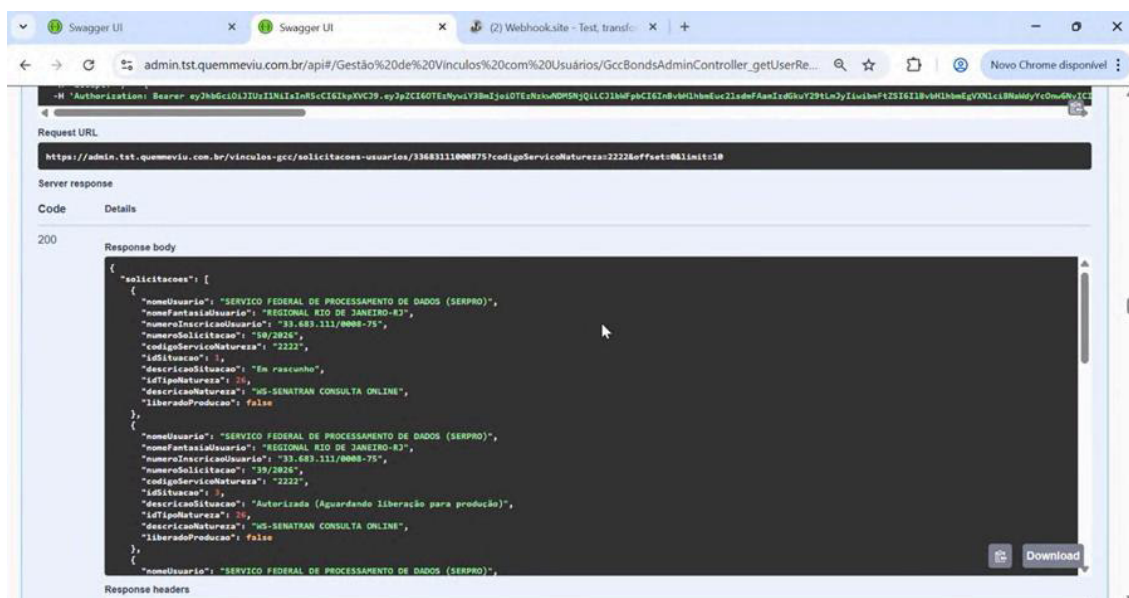 Swagger UI
Swagger UI
(2) Webhook.site - Test, transfo
Novo Chrome disponível
admin.tst.quemmeviu.com.br/api#/Gestão%20de%20Vínculos%20com%20Usuários/GccBondsAdminController_getUserRe...
-H 'Authorization: Bearer
Request URL
https://admin.tst.quemmeviu.com.br/vinculos-gcc/solicitacoes-usuarios/33683111000875?codigoServicoNatureza=2222&offset=0&limit=10
Server response
Code Details
200
Response body
{
"solicitacoes": [
{
"nomeUsuario": "SERVICO FEDERAL DE PROCESSAMENTO DE DADOS (SERPRO)",
"nomeFantasiaUsuario": "REGIONAL RIO DE JANEIRO-RJ",
"numeroInscricaoUsuario": "33.683.111/0008-75",
"numeroSolicitacao": "50/2026",
"codigoServicoNatureza": "2222",
"idSituacao": 1,
"descricaoSituacao": "Em rascunho",
"idTipoNatureza": 26,
"descricaoNatureza": "WS-SENATRAN CONSULTA ONLINE",
"liberadoProducao": false
},
{
"nomeUsuario": "SERVICO FEDERAL DE PROCESSAMENTO DE DADOS (SERPRO)",
"nomeFantasiaUsuario": "REGIONAL RIO DE JANEIRO-RJ",
"numeroInscricaoUsuario": "33.683.111/0008-75",
"numeroSolicitacao": "39/2026",
"codigoServicoNatureza": "2222",
"idSituacao": 3,
"descricaoSituacao": "Autorizada (Aguardando liberação para produção)",
"idTipoNatureza": 26,
"descricaoNatureza": "WS-SENATRAN CONSULTA ONLINE",
"liberadoProducao": false
},
{
"nomeUsuario": "SERVICO FEDERAL DE PROCESSAMENTO DE DADOS (SERPRO)",
Download
Response headers